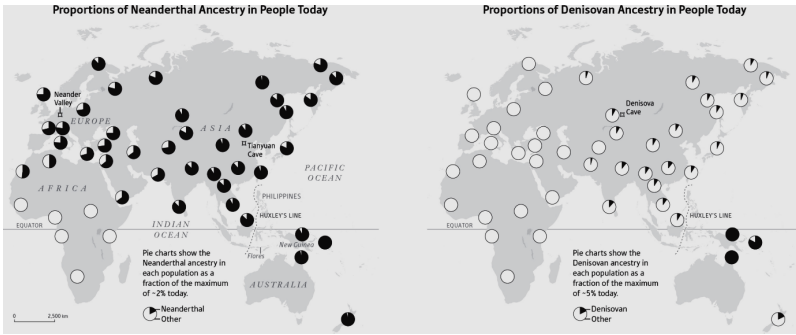 Proportions of Neanderthal Ancestry in People Today
Neander
Valley
EUROPE
ASIA
Tianyuan
Cave
PACIFIC
OCEAN
AFRICA
PHILIPPINES
HUXLEY'S LINE
EQUATOR
INDIAN
OCEAN
New Guinea
Flores
AUSTRALIA
Pie charts show the
Neanderthal ancestry in
each population as a
fraction of the maximum
of ~2% today.
Neanderthal
Other
0 2,500 km
Proportions of Denisovan Ancestry in People Today
Denisova
Cave
HUXLEY'S LINE
EQUATOR
Pie charts show the
Denisovan ancestry in
each population as a
fraction of the maximum
of ~5% today.
Denisovan
Other